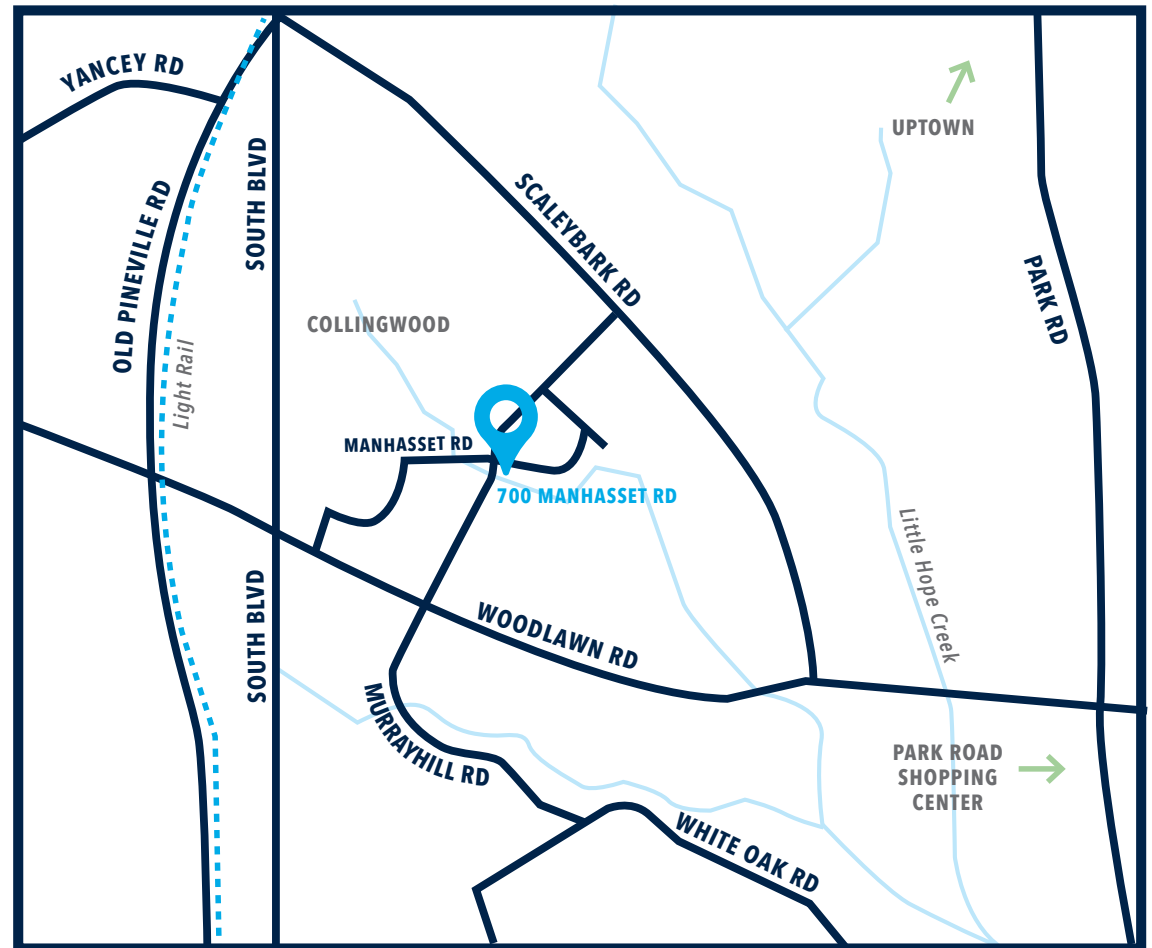 YANCEY RD
UPTOWN
SOUTH BLVD
OLD PINEVILLE RD
SCALEYBARK RD
PARK RD
COLLINGWOOD
Light Rail
MANHASSET RD
700 MANHASSET RD
Little Hope Creek
SOUTH BLVD
WOODLAWN RD
MURRAYHILL RD
PARK ROAD
SHOPPING
CENTER
WHITE OAK RD